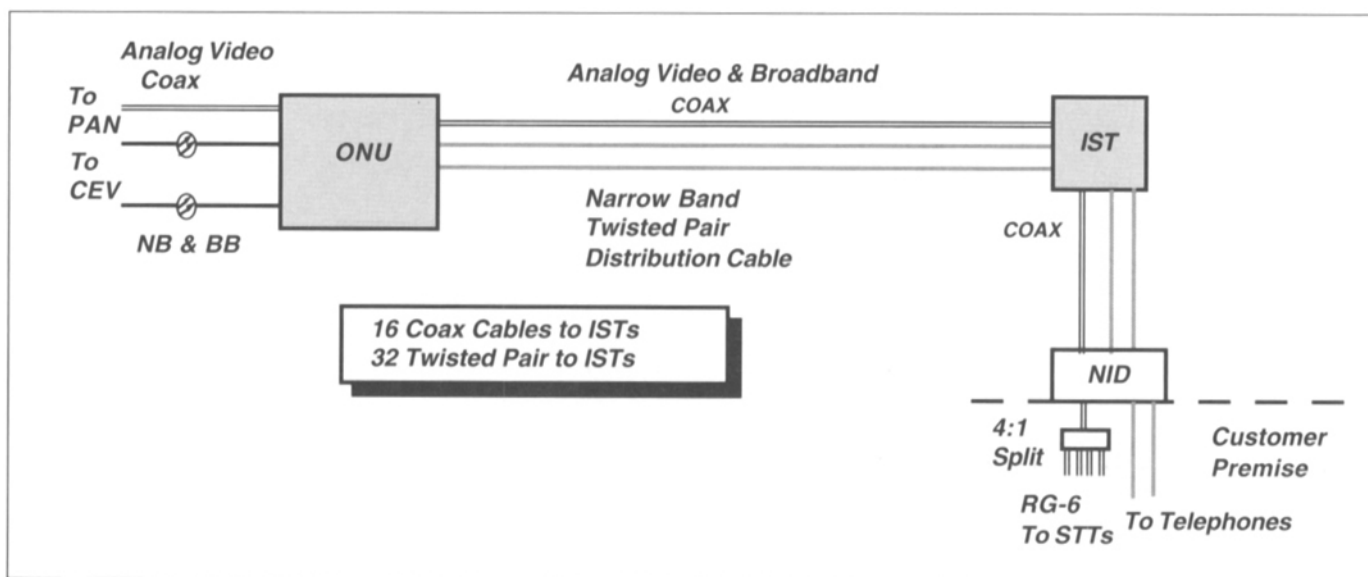 Analog Video
Coax
To
PAN
To
CEV
NB & BB
ONU
Analog Video & Broadband
COAX
Narrow Band
Twisted Pair
Distribution Cable
IST
COAX
16 Coax Cables to ISTs
32 Twisted Pair to ISTs
NID
4:1
Split
Customer
Premise
RG-6
To STTs
To Telephones